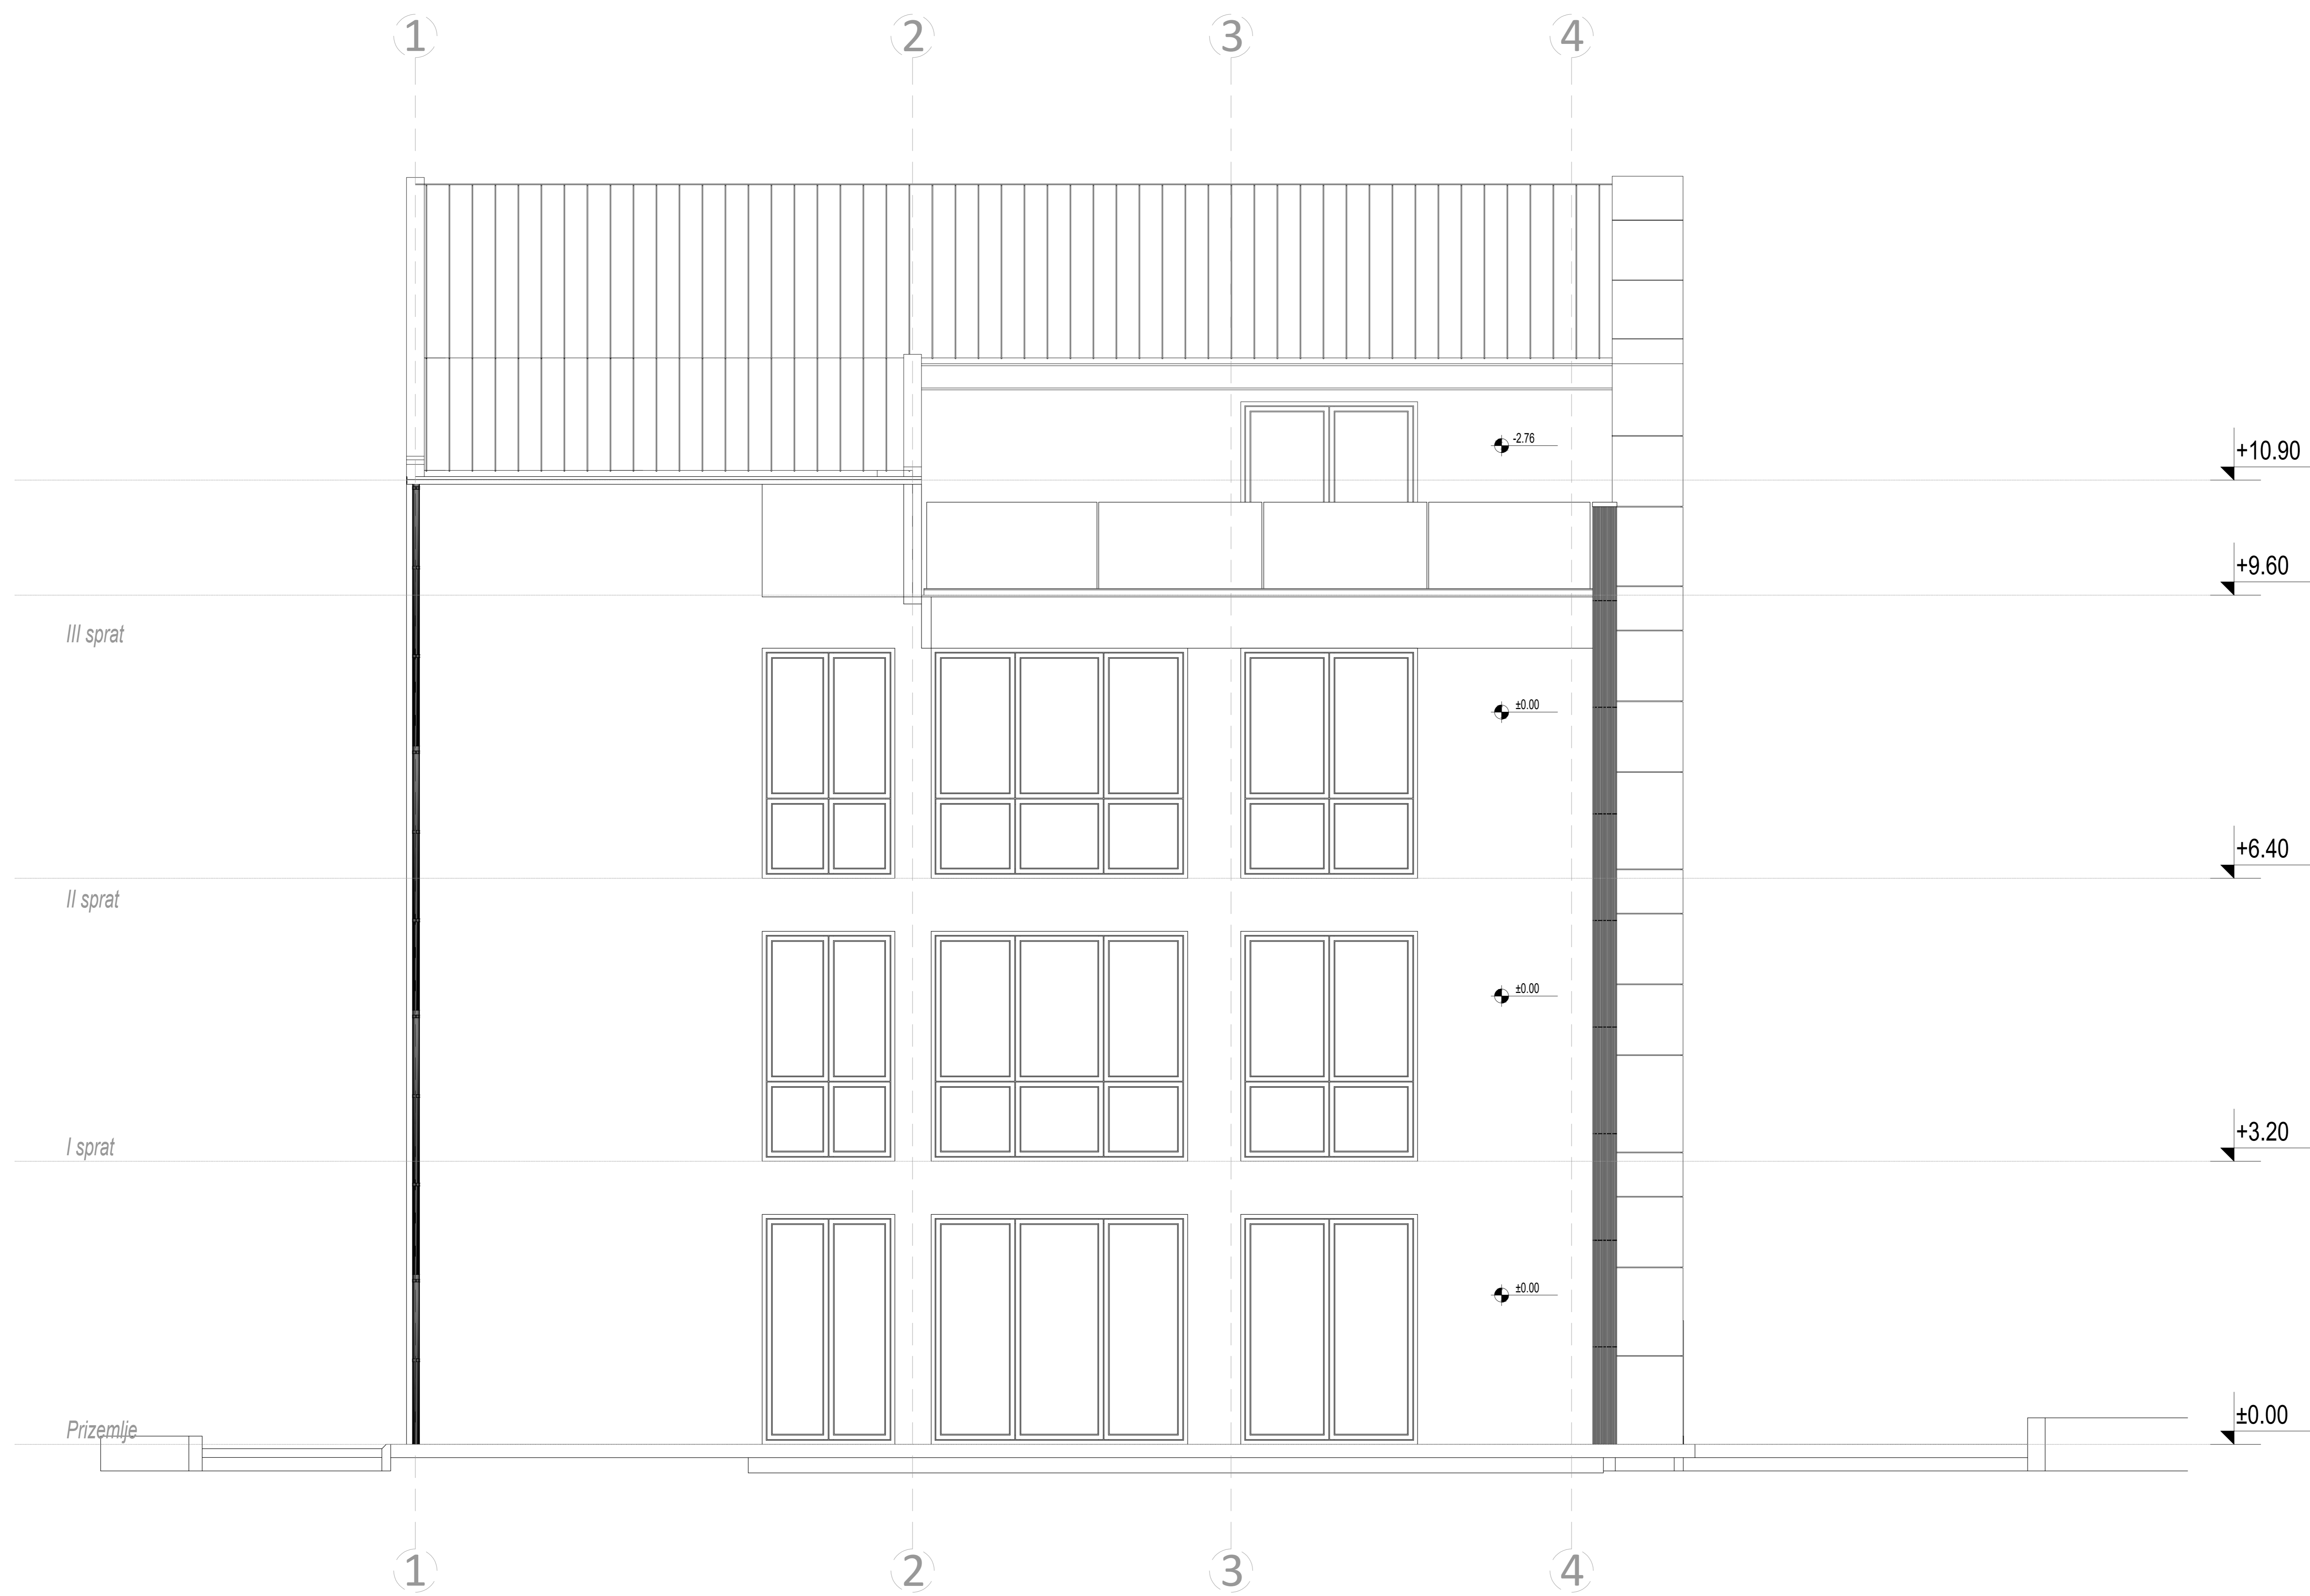 1 2 3 4
-2.76
+10.90
+9.60
III sprat
±0.00
+6.40
II sprat
±0.00
+3.20
I sprat
±0.00
±0.00
Prizemlje
1 2 3 4